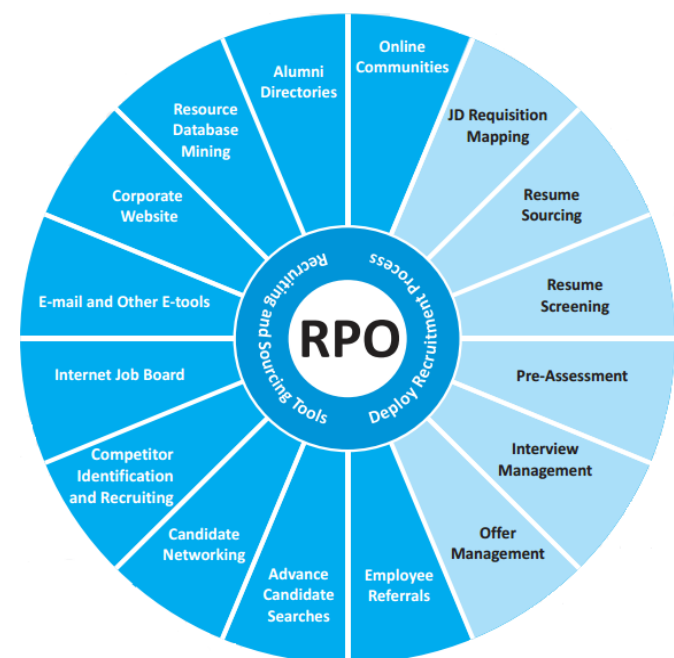 Online
Communities
JD Requisition
Mapping
Resume
Sourcing
Resume
Screening
Pre-Assessment
Interview
Management
Offer
Management
Employee
Referrals
Advance
Candidate
Searches
Candidate
Networking
Competitor
Identification
and Recruiting
Internet Job Board
E-mail and Other E-tools
Corporate
Website
Resource
Database
Mining
Alumni
Directories
Recruiting and Sourcing Tools
Deploy Recruitment Process
RPO